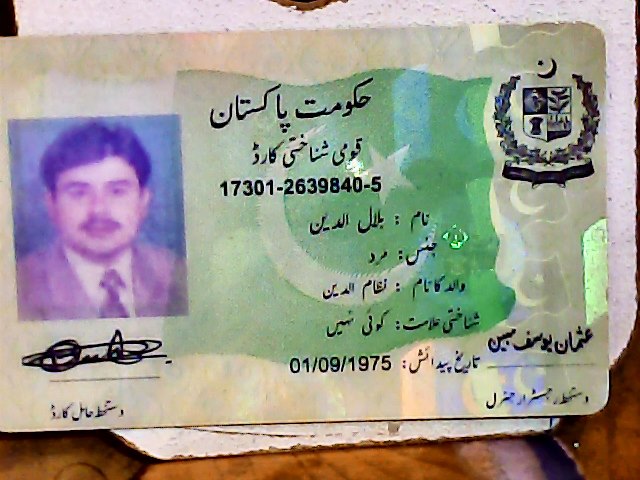 حکومت پاکستان
قومی شناختی کارڈ
17301-2639840-5
نام : بلال الدین
جنس : مرد
والد کا نام : نظام الدین
شناختی علامت : کوئی نہیں
تاریخ پیدائش : 01/09/1975
عثمان یوسف مبین
دستخط حامل کارڈ
دستخط رجسٹرار جنرل